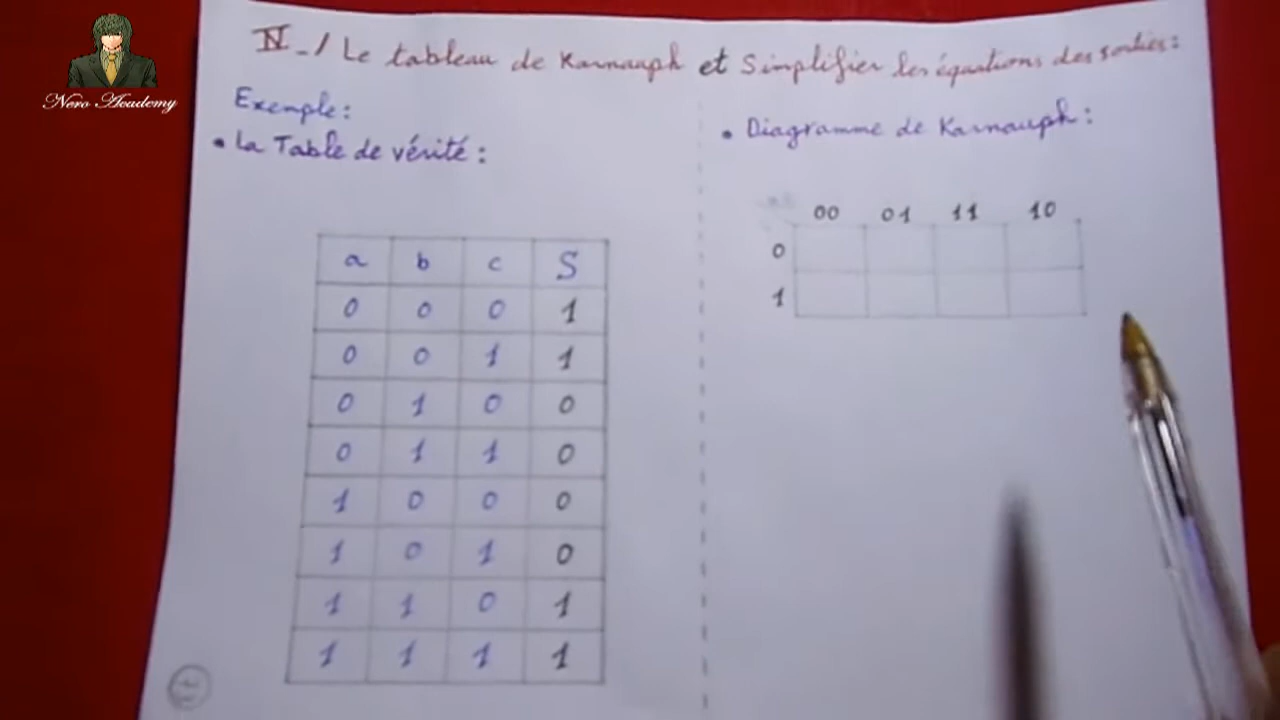 Nero Academy
IV_/ Le tableau de Karnauph et Simplifier les équations des sorties:
Exemple:
• La Table de vérité:
a b c S
0 0 0 1
0 0 1 1
0 1 0 0
0 1 1 0
1 0 0 0
1 0 1 0
1 1 0 1
1 1 1 1
• Diagramme de Karnauph:
00 01 11 10
0
1